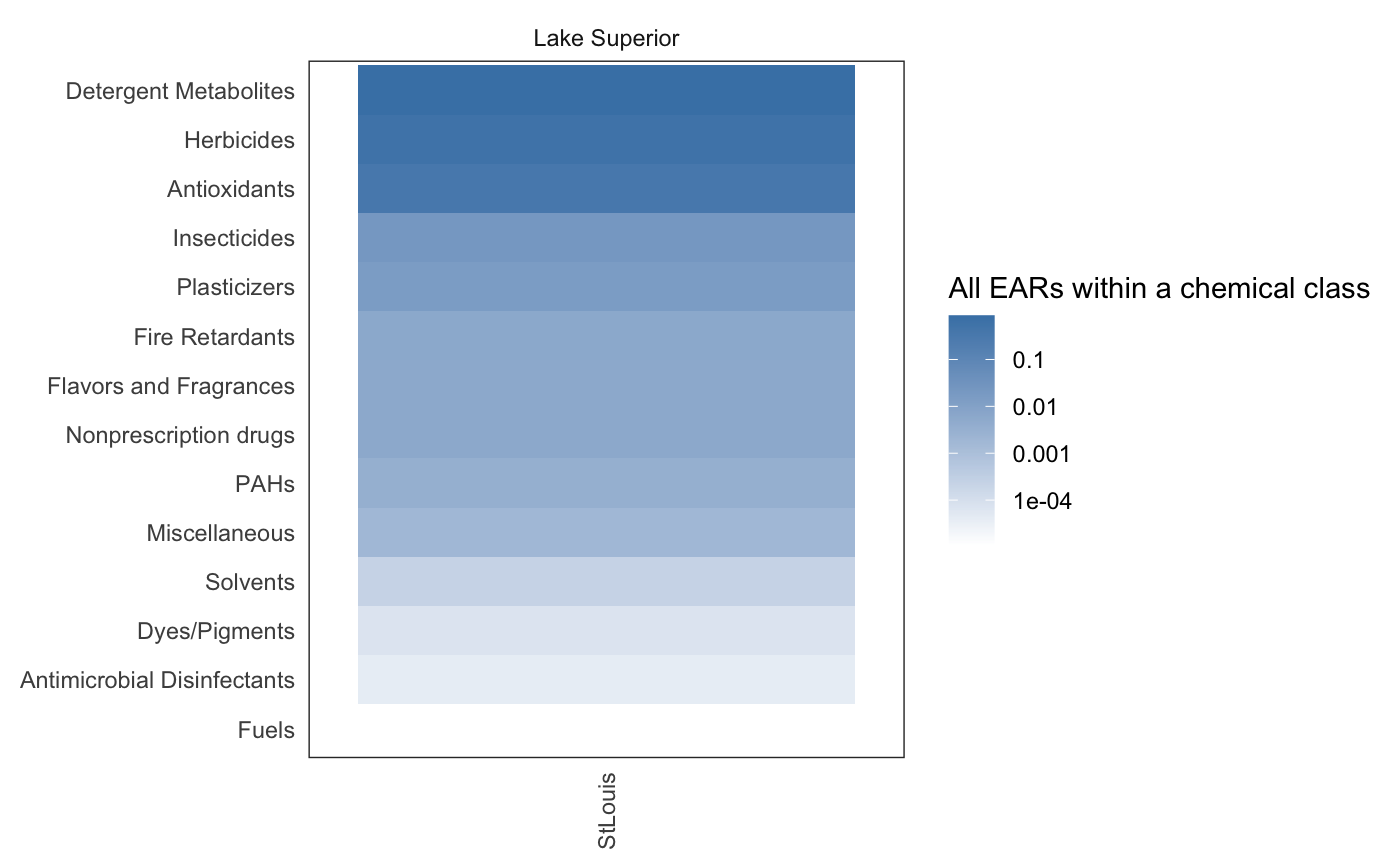 Lake Superior
Detergent Metabolites
Herbicides
Antioxidants
Insecticides
Plasticizers
Fire Retardants
Flavors and Fragrances
Nonprescription drugs
PAHs
Miscellaneous
Solvents
Dyes/Pigments
Antimicrobial Disinfectants
Fuels
StLouis
All EARs within a chemical class
0.1
0.01
0.001
1e-04